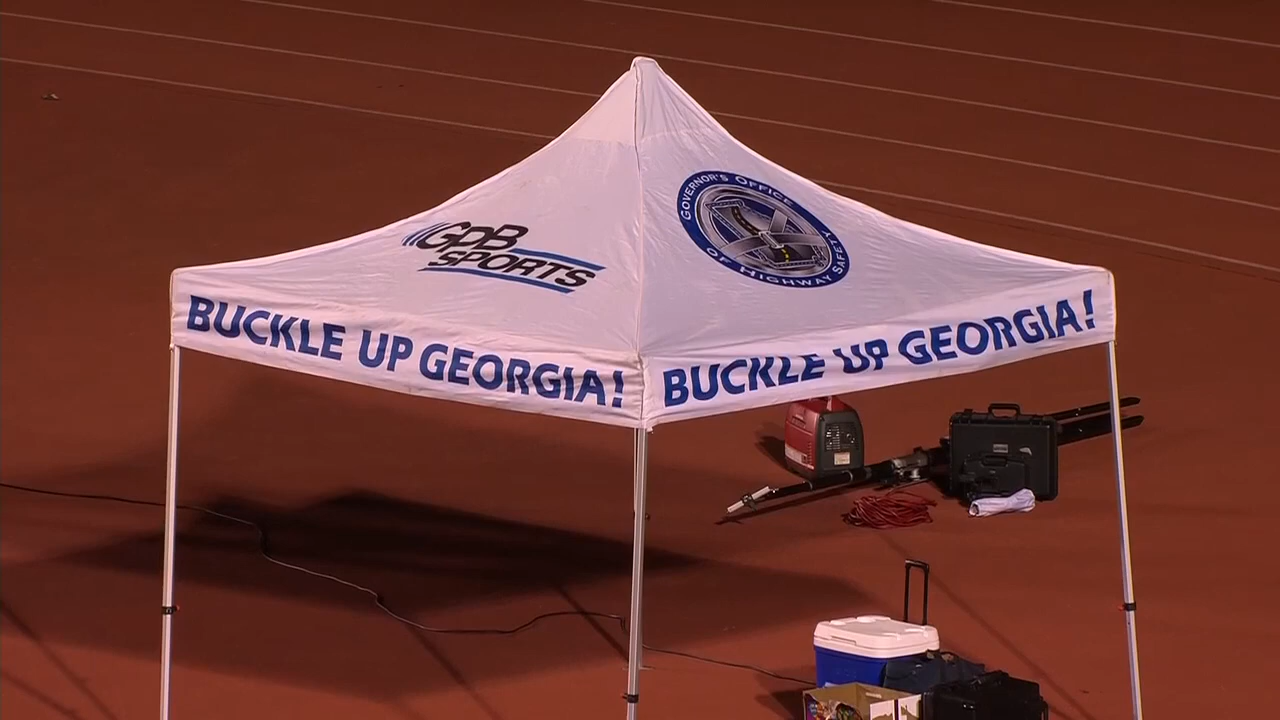 GPB
SPORTS
BUCKLE UP GEORGIA!
GOVERNOR'S OFFICE
OF HIGHWAY SAFETY
BUCKLE UP GEORGIA!